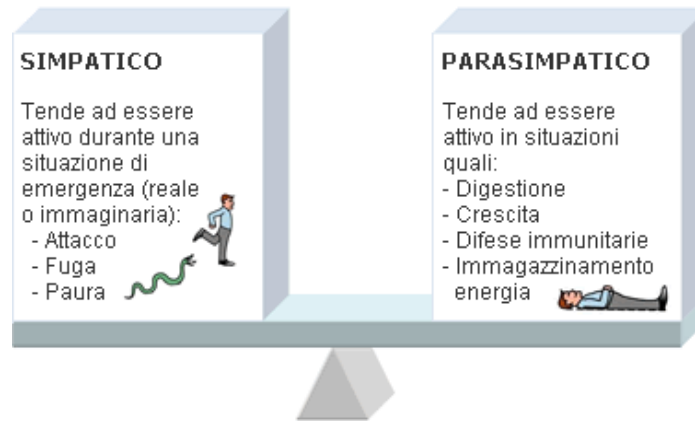 SIMPATICO
Tende ad essere
attivo durante una
situazione di
emergenza (reale
o immaginaria):
- Attacco
- Fuga
- Paura
PARASIMPATICO
Tende ad essere
attivo in situazioni
quali:
- Digestione
- Crescita
- Difese immunitarie
- Immagazzinamento
energia